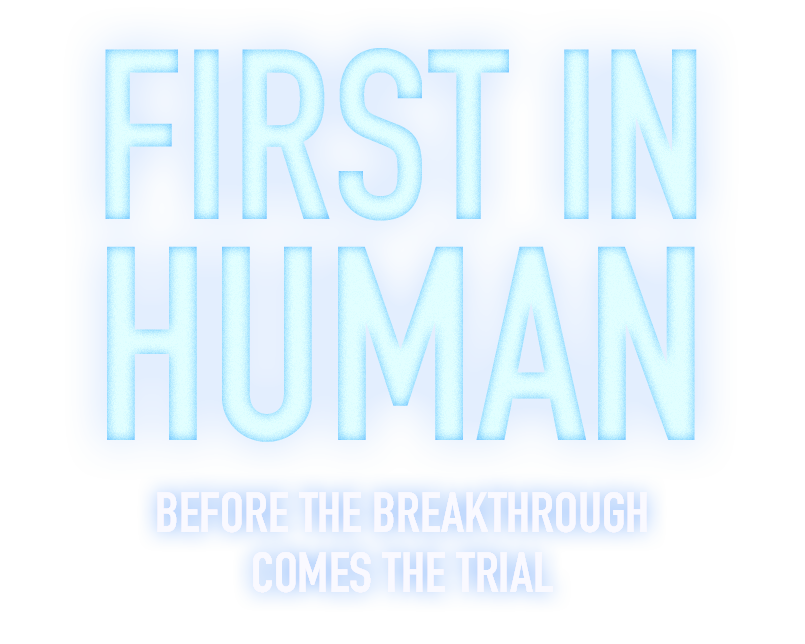 FIRST IN
HUMAN
BEFORE THE BREAKTHROUGH
COMES THE TRIAL